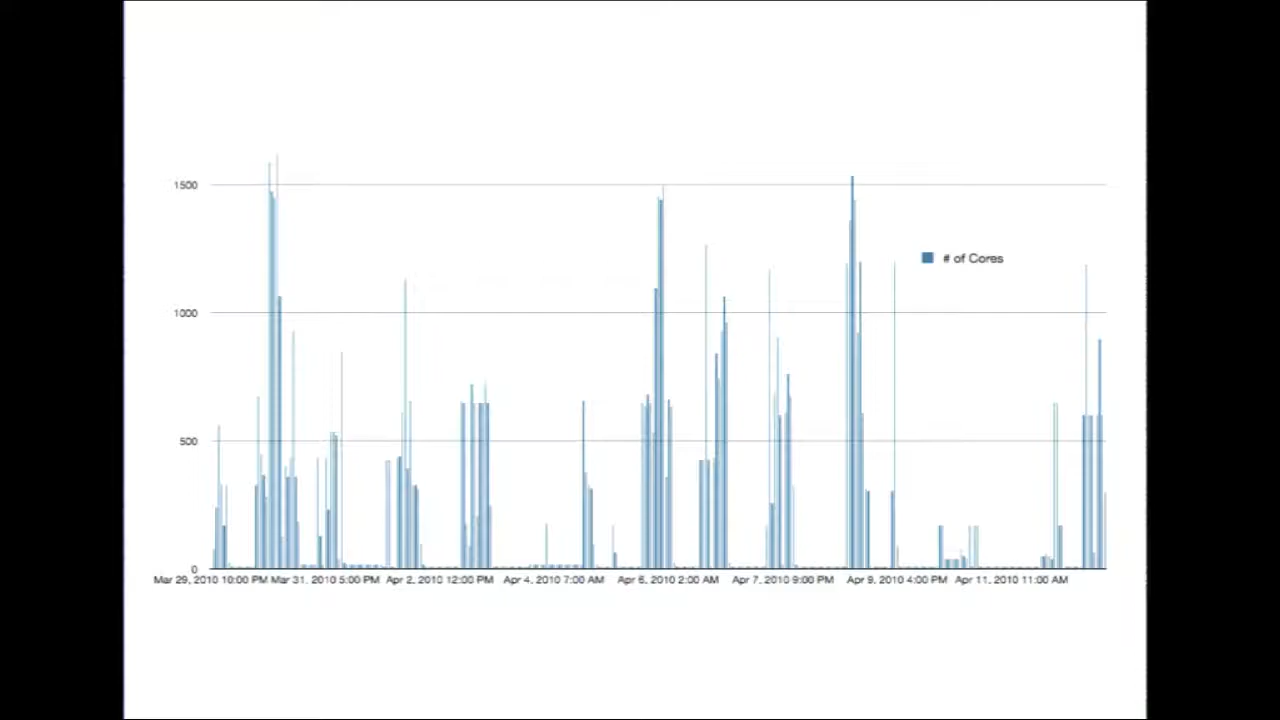 1500
# of Cores
1000
500
0
Mar 29, 2010 10:00 PM Mar 31, 2010 5:00 PM Apr 2, 2010 12:00 PM Apr 4, 2010 7:00 AM Apr 6, 2010 2:00 AM Apr 7, 2010 9:00 PM Apr 9, 2010 4:00 PM Apr 11, 2010 11:00 AM